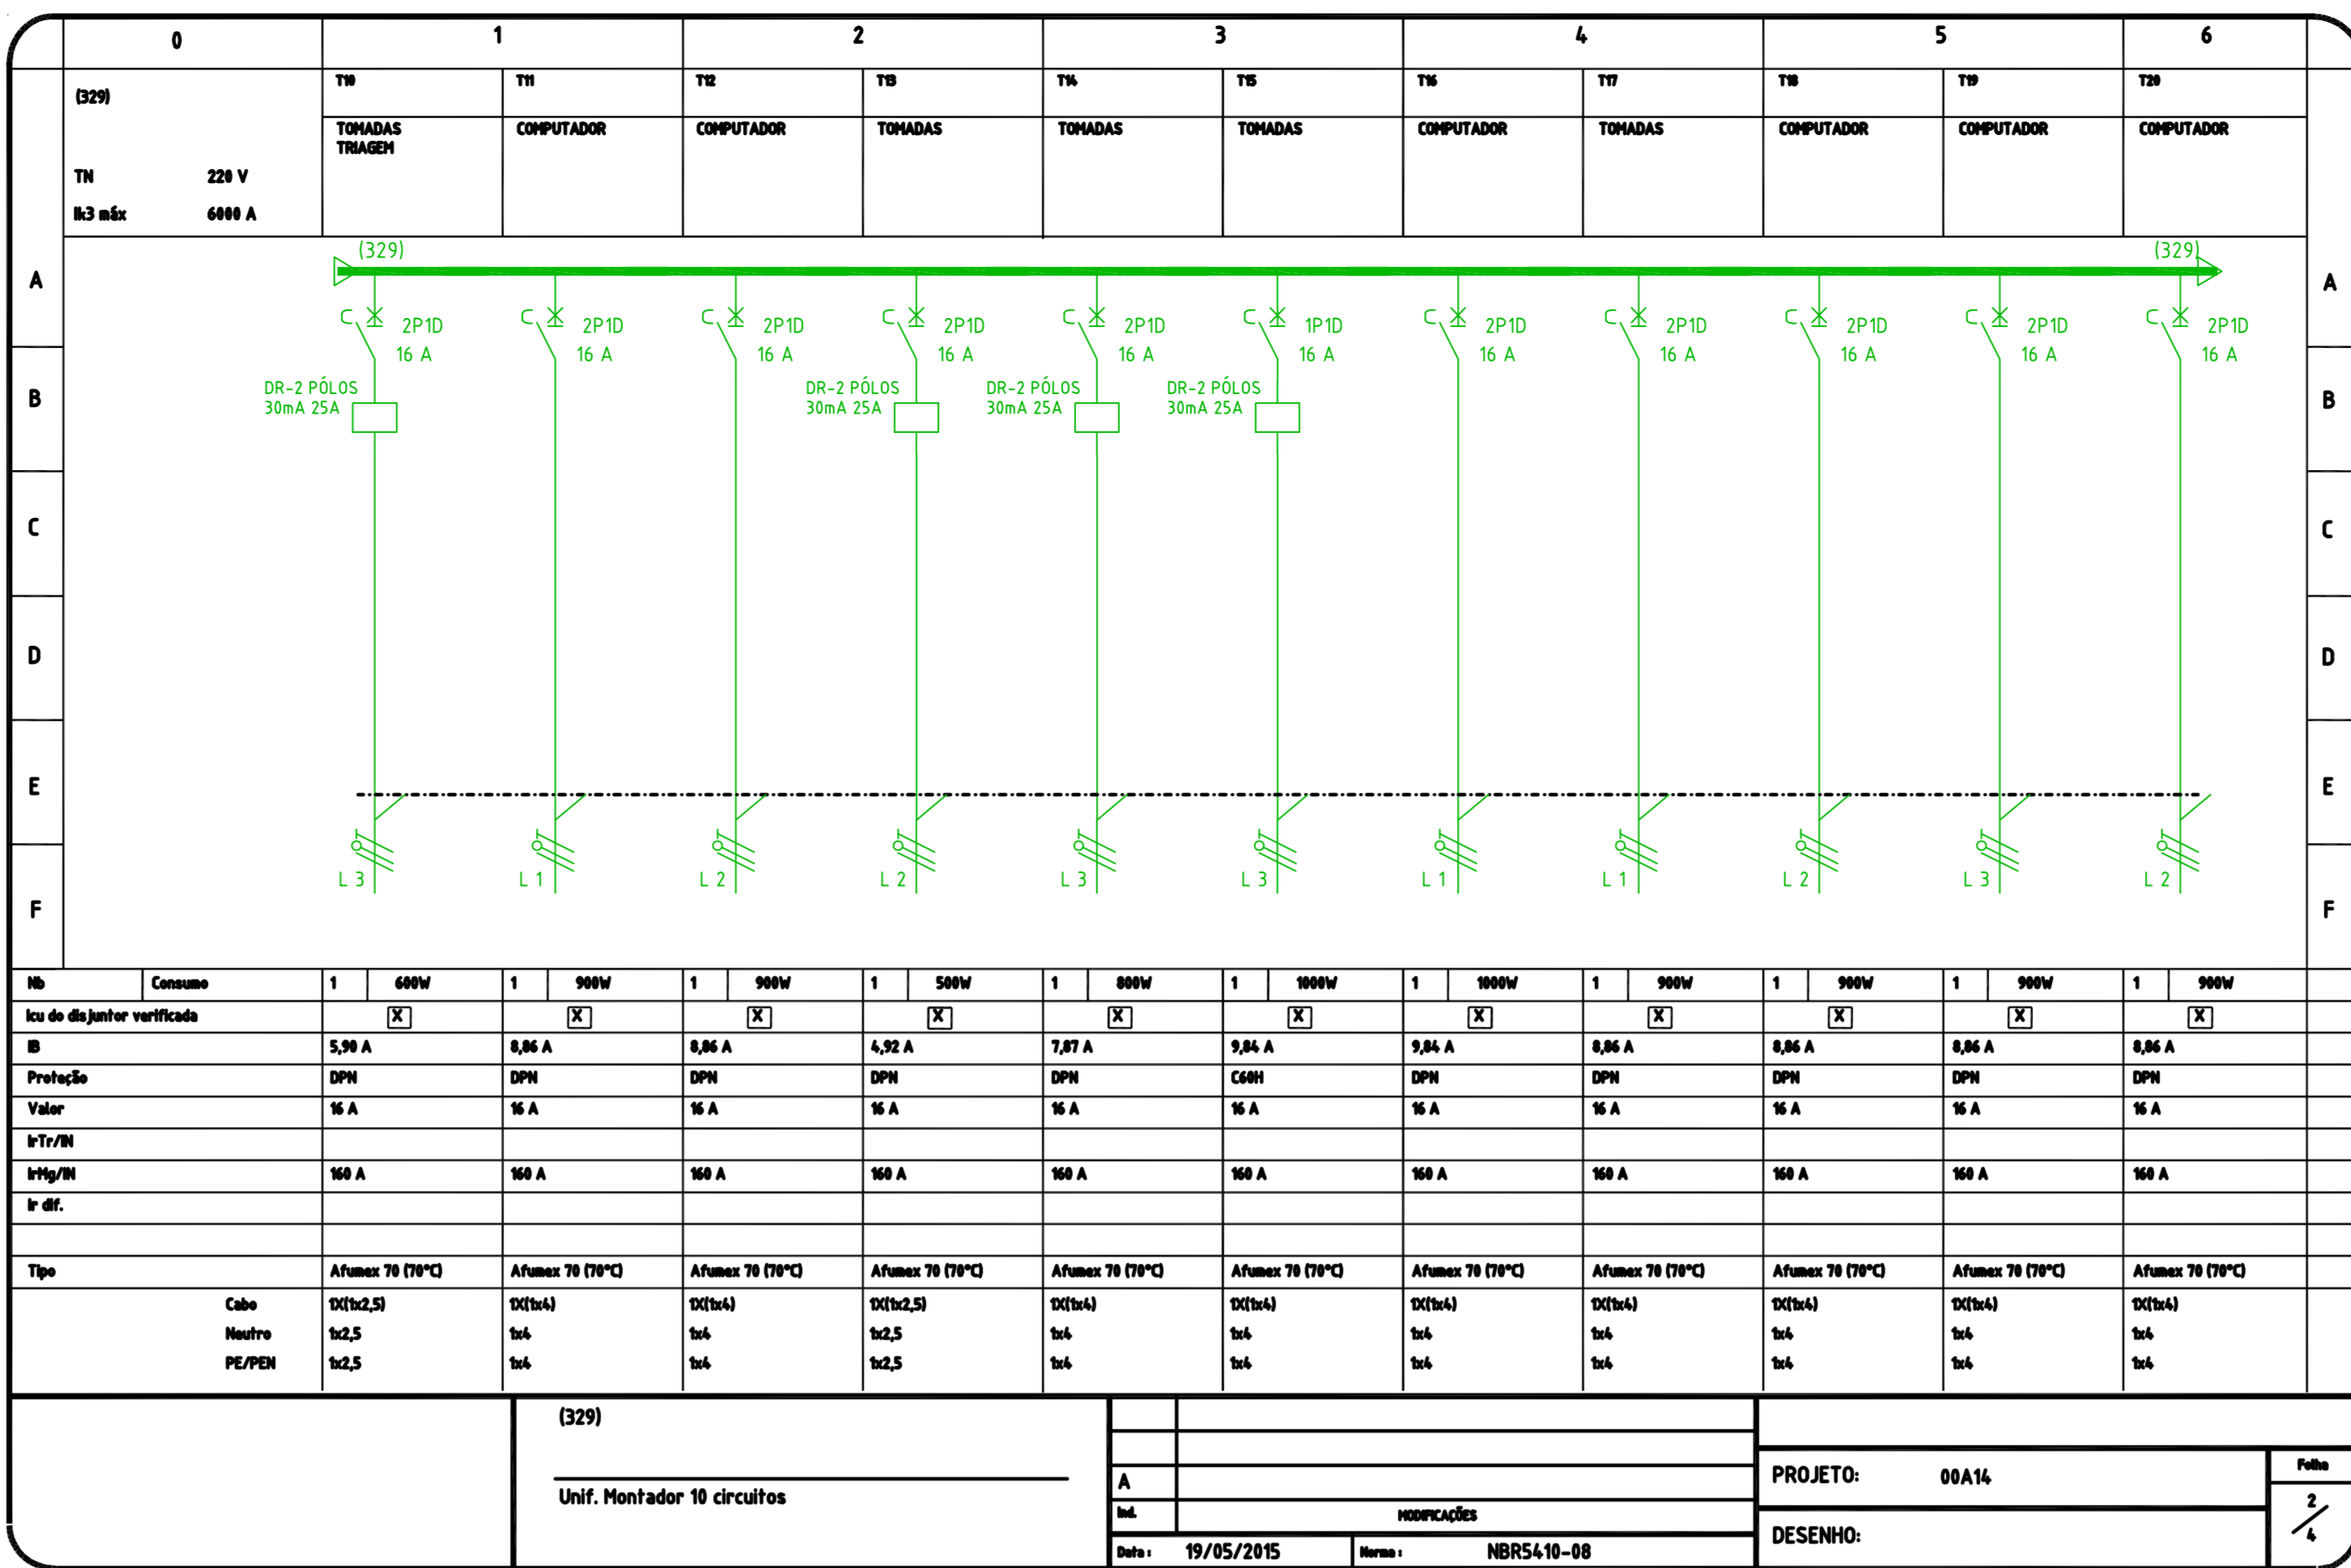 0 1 2 3 4 5 6
(329) T10 T11 T12 T13 T14 T15 T16 T17 T18 T19 T20
TOMADAS COMPUTADOR COMPUTADOR TOMADAS TOMADAS TOMADAS COMPUTADOR TOMADAS COMPUTADOR COMPUTADOR COMPUTADOR
TRIAGEM
TN 220 V
Ik3 máx 6000 A
(329) (329)
A A
C 2P1D C 2P1D C 2P1D C 2P1D C 2P1D C 1P1D C 2P1D C 2P1D C 2P1D C 2P1D C 2P1D
16 A 16 A 16 A 16 A 16 A 16 A 16 A 16 A 16 A 16 A 16 A
DR-2 PÓLOS DR-2 PÓLOS DR-2 PÓLOS DR-2 PÓLOS
B 30mA 25A 30mA 25A 30mA 25A 30mA 25A B
C C
D D
E E
L 3 L 1 L 2 L 2 L 3 L 3 L 1 L 1 L 2 L 3 L 2
F F
Nb Consumo 1 600W 1 900W 1 900W 1 500W 1 800W 1 1000W 1 1000W 1 900W 1 900W 1 900W 1 900W
Icu do disjuntor verificada X X X X X X X X X X X
IB 5,90 A 8,86 A 8,86 A 4,92 A 7,87 A 9,84 A 9,84 A 8,86 A 8,86 A 8,86 A 8,86 A
Proteção DPN DPN DPN DPN DPN C60H DPN DPN DPN DPN DPN
Valor 16 A 16 A 16 A 16 A 16 A 16 A 16 A 16 A 16 A 16 A 16 A
IrTr/IN
IrMg/IN 160 A 160 A 160 A 160 A 160 A 160 A 160 A 160 A 160 A 160 A 160 A
Ir dif.
Tipo Afumex 70 (70°C) Afumex 70 (70°C) Afumex 70 (70°C) Afumex 70 (70°C) Afumex 70 (70°C) Afumex 70 (70°C) Afumex 70 (70°C) Afumex 70 (70°C) Afumex 70 (70°C) Afumex 70 (70°C) Afumex 70 (70°C)
Cabo 1X(1x2,5) 1X(1x4) 1X(1x4) 1X(1x2,5) 1X(1x4) 1X(1x4) 1X(1x4) 1X(1x4) 1X(1x4) 1X(1x4) 1X(1x4)
Neutro 1x2,5 1x4 1x4 1x2,5 1x4 1x4 1x4 1x4 1x4 1x4 1x4
PE/PEN 1x2,5 1x4 1x4 1x2,5 1x4 1x4 1x4 1x4 1x4 1x4 1x4
(329)
Unif. Montador 10 circuitos
A
Ind. MODIFICAÇÕES
Data : 19/05/2015 Norma : NBR5410-08
PROJETO: 00A14
DESENHO:
Folha
2/4